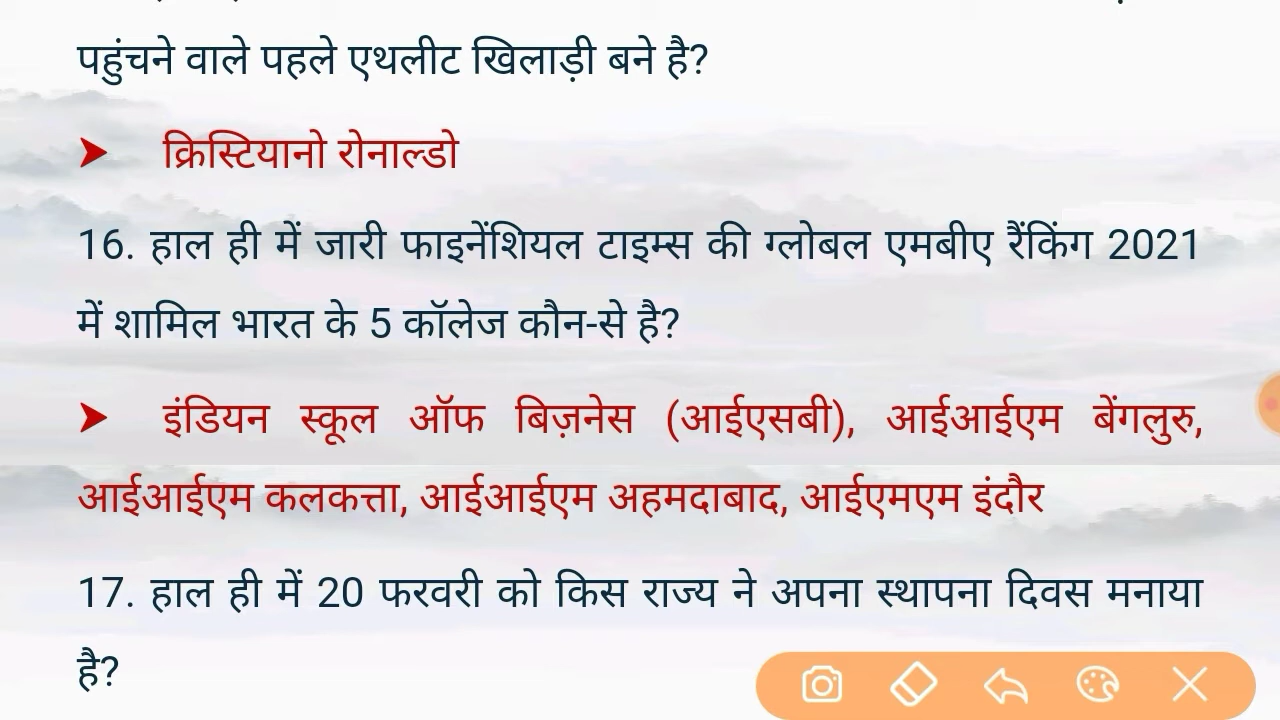 पहुंचने वाले पहले एथलीट खिलाड़ी बने है?
➤ क्रिस्टियानो रोनाल्डो
16. हाल ही में जारी फाइनेंशियल टाइम्स की ग्लोबल एमबीए रैंकिंग 2021
में शामिल भारत के 5 कॉलेज कौन-से है?
➤ इंडियन स्कूल ऑफ बिज़नेस (आईएसबी), आईआईएम बेंगलुरु,
आईआईएम कलकत्ता, आईआईएम अहमदाबाद, आईएमएम इंदौर
17. हाल ही में 20 फरवरी को किस राज्य ने अपना स्थापना दिवस मनाया
है?